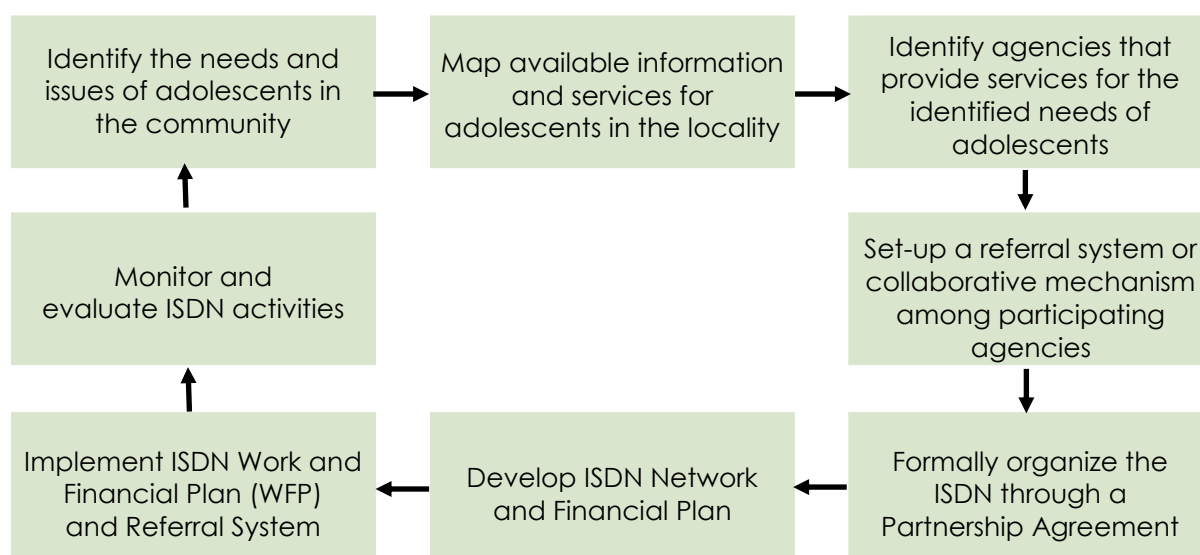 Identify the needs and
issues of adolescents in
the community
Map available information
and services for
adolescents in the locality
Identify agencies that
provide services for the
identified needs of
adolescents
Set-up a referral system or
collaborative mechanism
among participating
agencies
Formally organize the
ISDN through a
Partnership Agreement
Develop ISDN Network
and Financial Plan
Implement ISDN Work and
Financial Plan (WFP)
and Referral System
Monitor and
evaluate ISDN activities